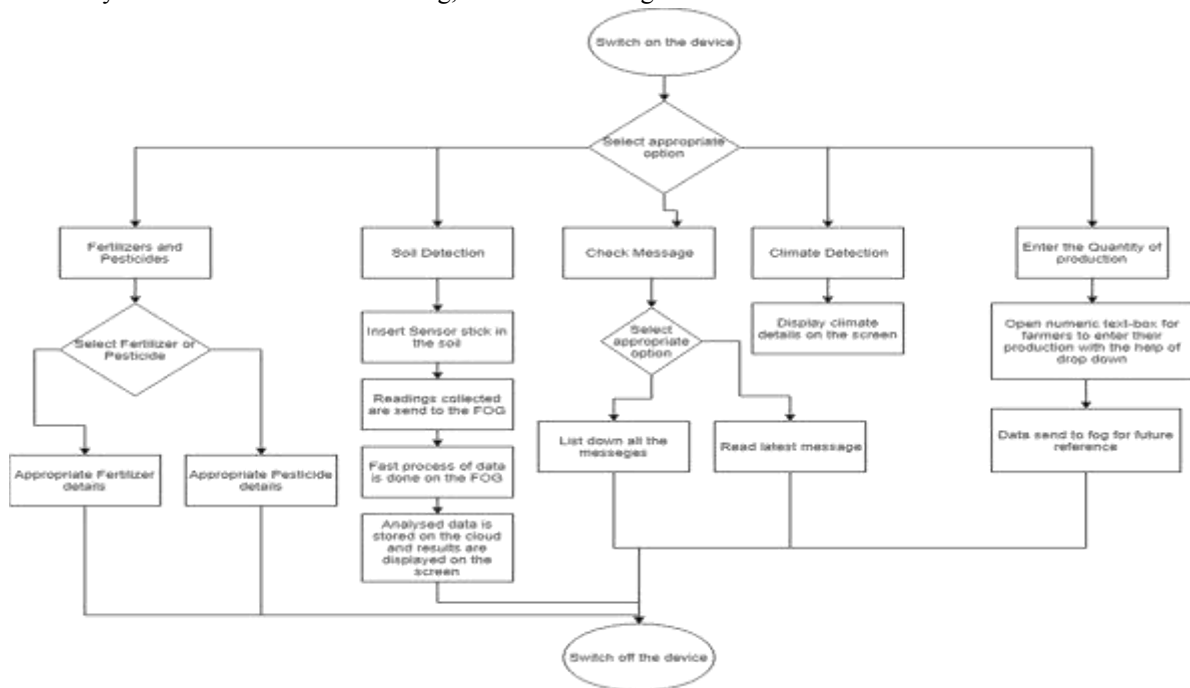 Switch on the device
Select appropriate
option
Fertilizers and
Pesticides
Soil Detection
Check Message
Climate Detection
Enter the Quantity of
production
Select Fertilizer or
Pesticide
Insert Sensor stick in
the soil
Select
appropriate
option
Display climate
details on the screen
Open numeric text-box for
farmers to enter their
production with the help of
drop down
Readings collected
are send to the FOG
List down all the
messeges
Read latest message
Data send to fog for future
reference
Appropriate Fertilizer
details
Appropriate Pesticide
details
Fast process of data
is done on the FOG
Analysed data is
stored on the cloud
and results are
displayed on the
screen
Switch off the device